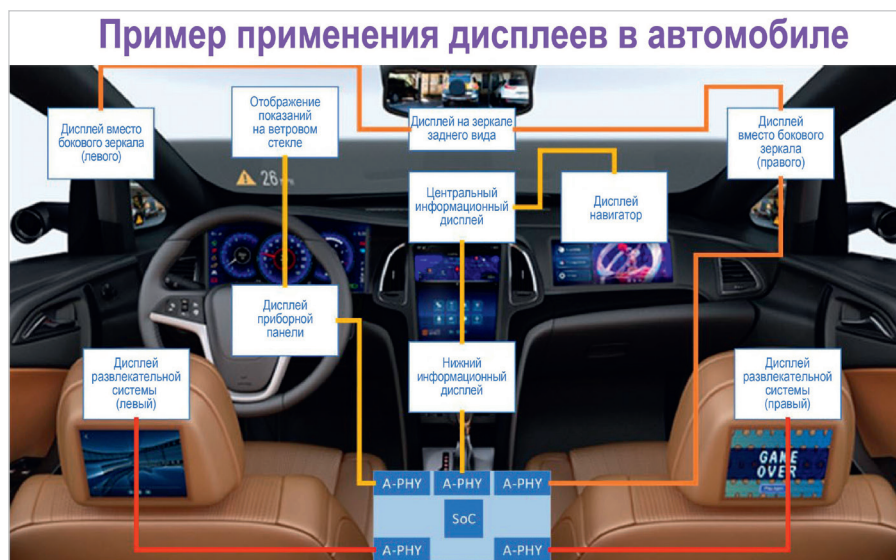 Пример применения дисплеев в автомобиле
Отображение
показаний
на ветровом
стекле
Дисплей вместо
бокового зеркала
(левого)
Дисплей на зеркале
заднего вида
Дисплей
вместо бокового
зеркала
(правого)
26
Центральный
информационный
дисплей
Дисплей
навигатор
Дисплей
приборной
панели
Нижний
информационный
дисплей
Дисплей
развлекательной
системы
(левый)
Дисплей
развлекательной
системы
(правый)
GAME
OVER
A-PHY
A-PHY
A-PHY
SoC
A-PHY
A-PHY